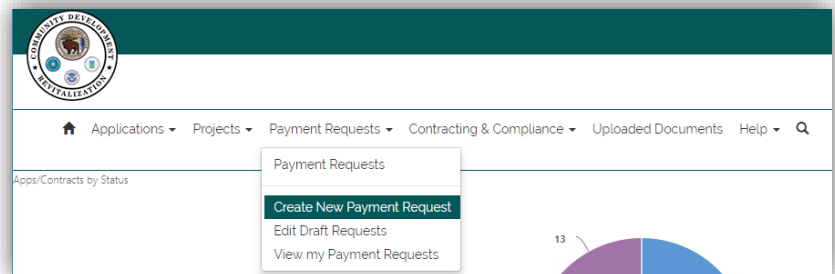 COMMUNITY DEVELOPMENT
REVITALIZATION
Applications Projects Payment Requests Contracting & Compliance Uploaded Documents Help
Payment Requests
Apps/Contracts by Status
Create New Payment Request
Edit Draft Requests
View my Payment Requests
13